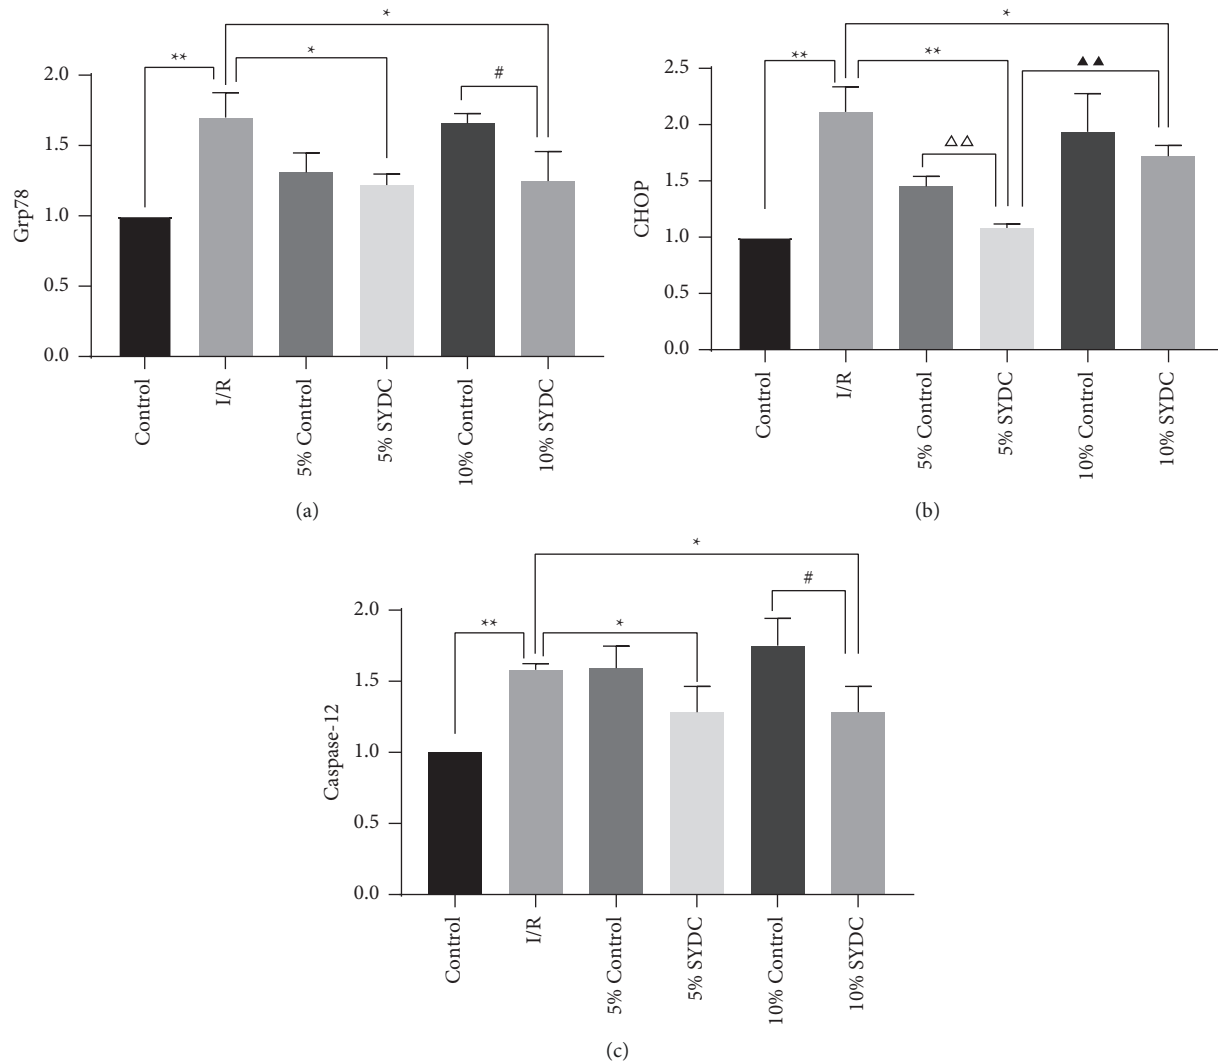 *
** *
#
2.0
1.5
1.0
0.5
0.0
Grp78
Control
I/R
5% Control
5% SYDC
10% Control
10% SYDC
(a)
*
** **
▲▲
△△
2.5
2.0
1.5
1.0
0.5
0.0
CHOP
Control
I/R
5% Control
5% SYDC
10% Control
10% SYDC
(b)
*
#
** *
2.0
1.5
1.0
0.5
0.0
Caspase-12
Control
I/R
5% Control
5% SYDC
10% Control
10% SYDC
(c)